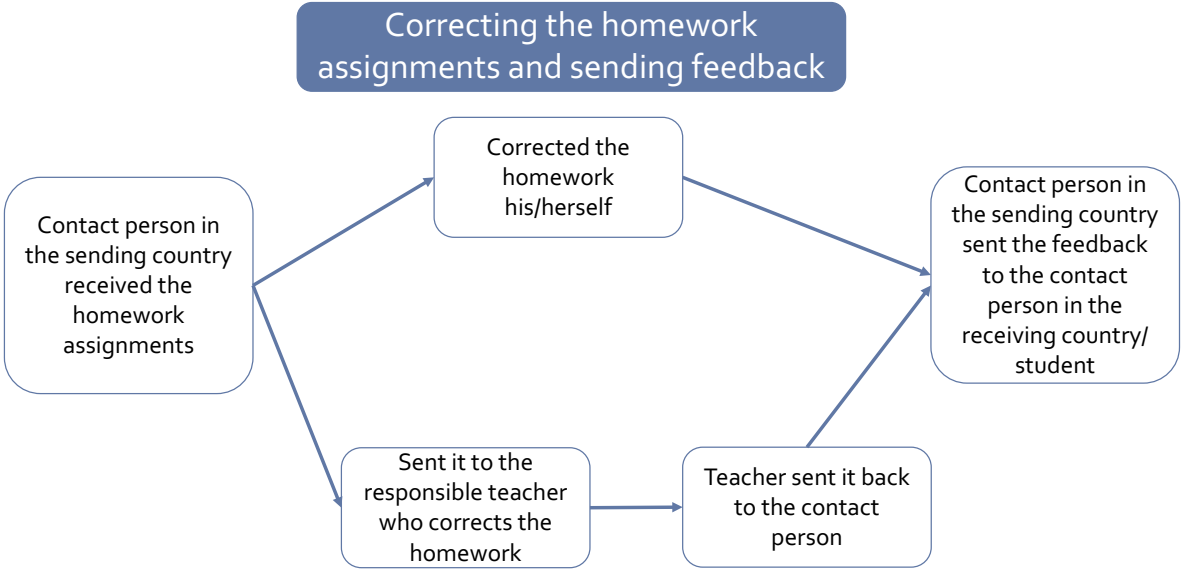 Correcting the homework
assignments and sending feedback
Contact person in
the sending country
received the
homework
assignments
Corrected the
homework
his/herself
Sent it to the
responsible teacher
who corrects the
homework
Teacher sent it back
to the contact
person
Contact person in
the sending country
sent the feedback
to the contact
person in the
receiving country/
student